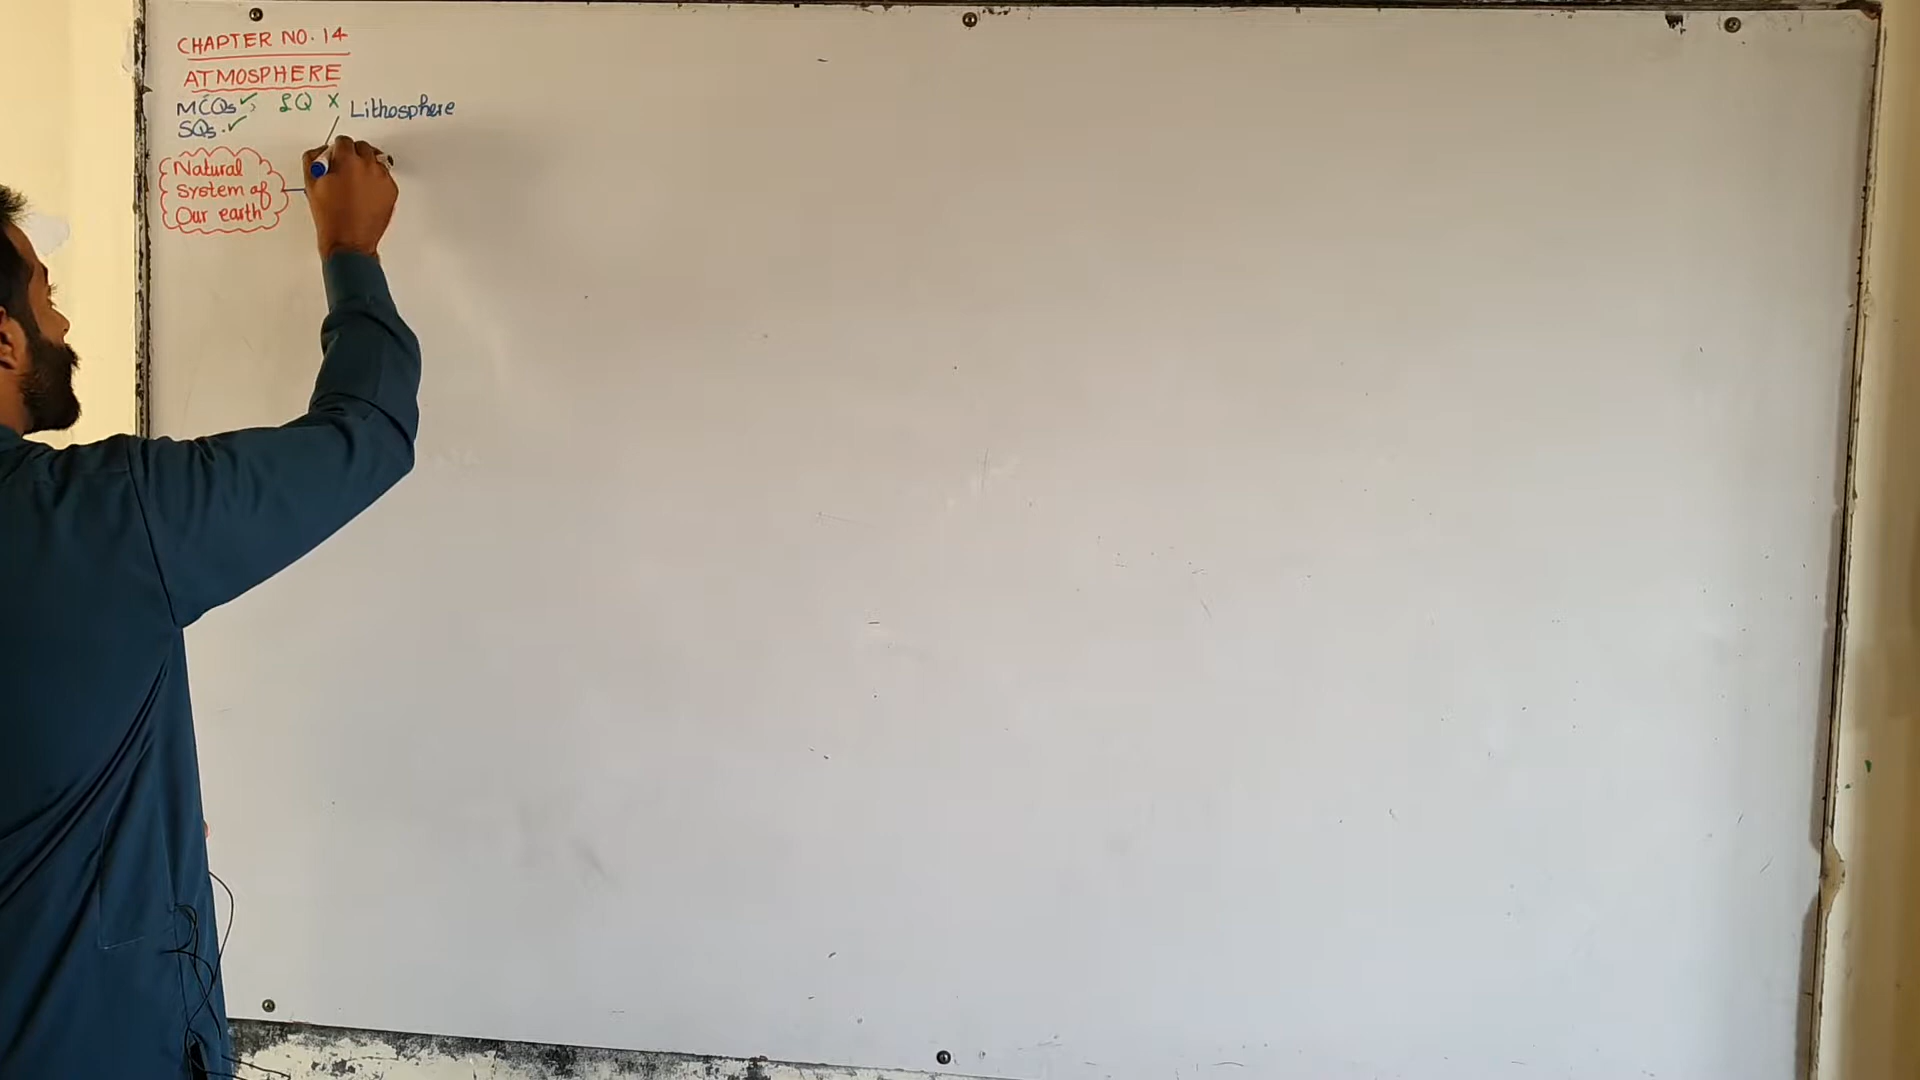 CHAPTER NO. 14
ATMOSPHERE
MCQs ✓, LQ X
SQs. ✓
Lithosphere
Natural
System of
Our earth